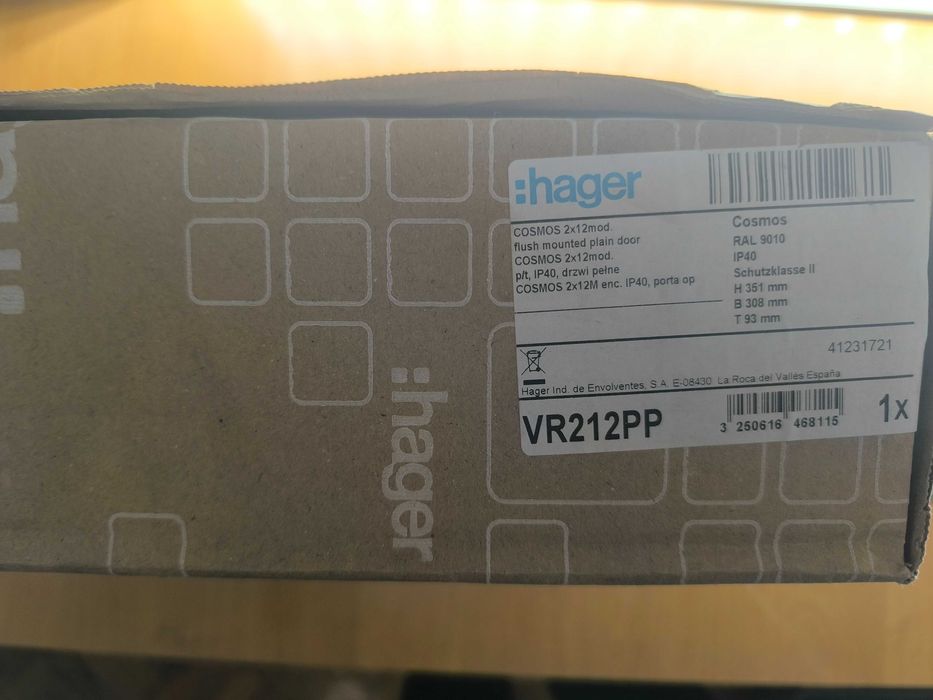 :hager
COSMOS 2x12mod.
flush mounted plain door
COSMOS 2x12mod.
p/t, IP40, drzwi pełne
COSMOS 2x12M enc. IP40, porta op
Cosmos
RAL 9010
IP40
Schutzklasse II
H 351 mm
B 308 mm
T 93 mm
41231721
Hager Ind. de Envolventes, S.A. E-08430 La Roca del Vallès España
VR212PP
3 250616 468115
1x
:hager